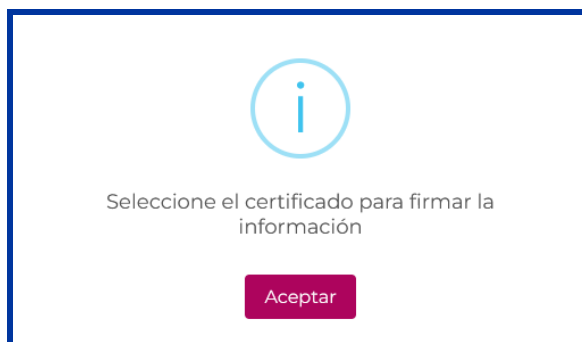 Seleccione el certificado para firmar la
información
Aceptar